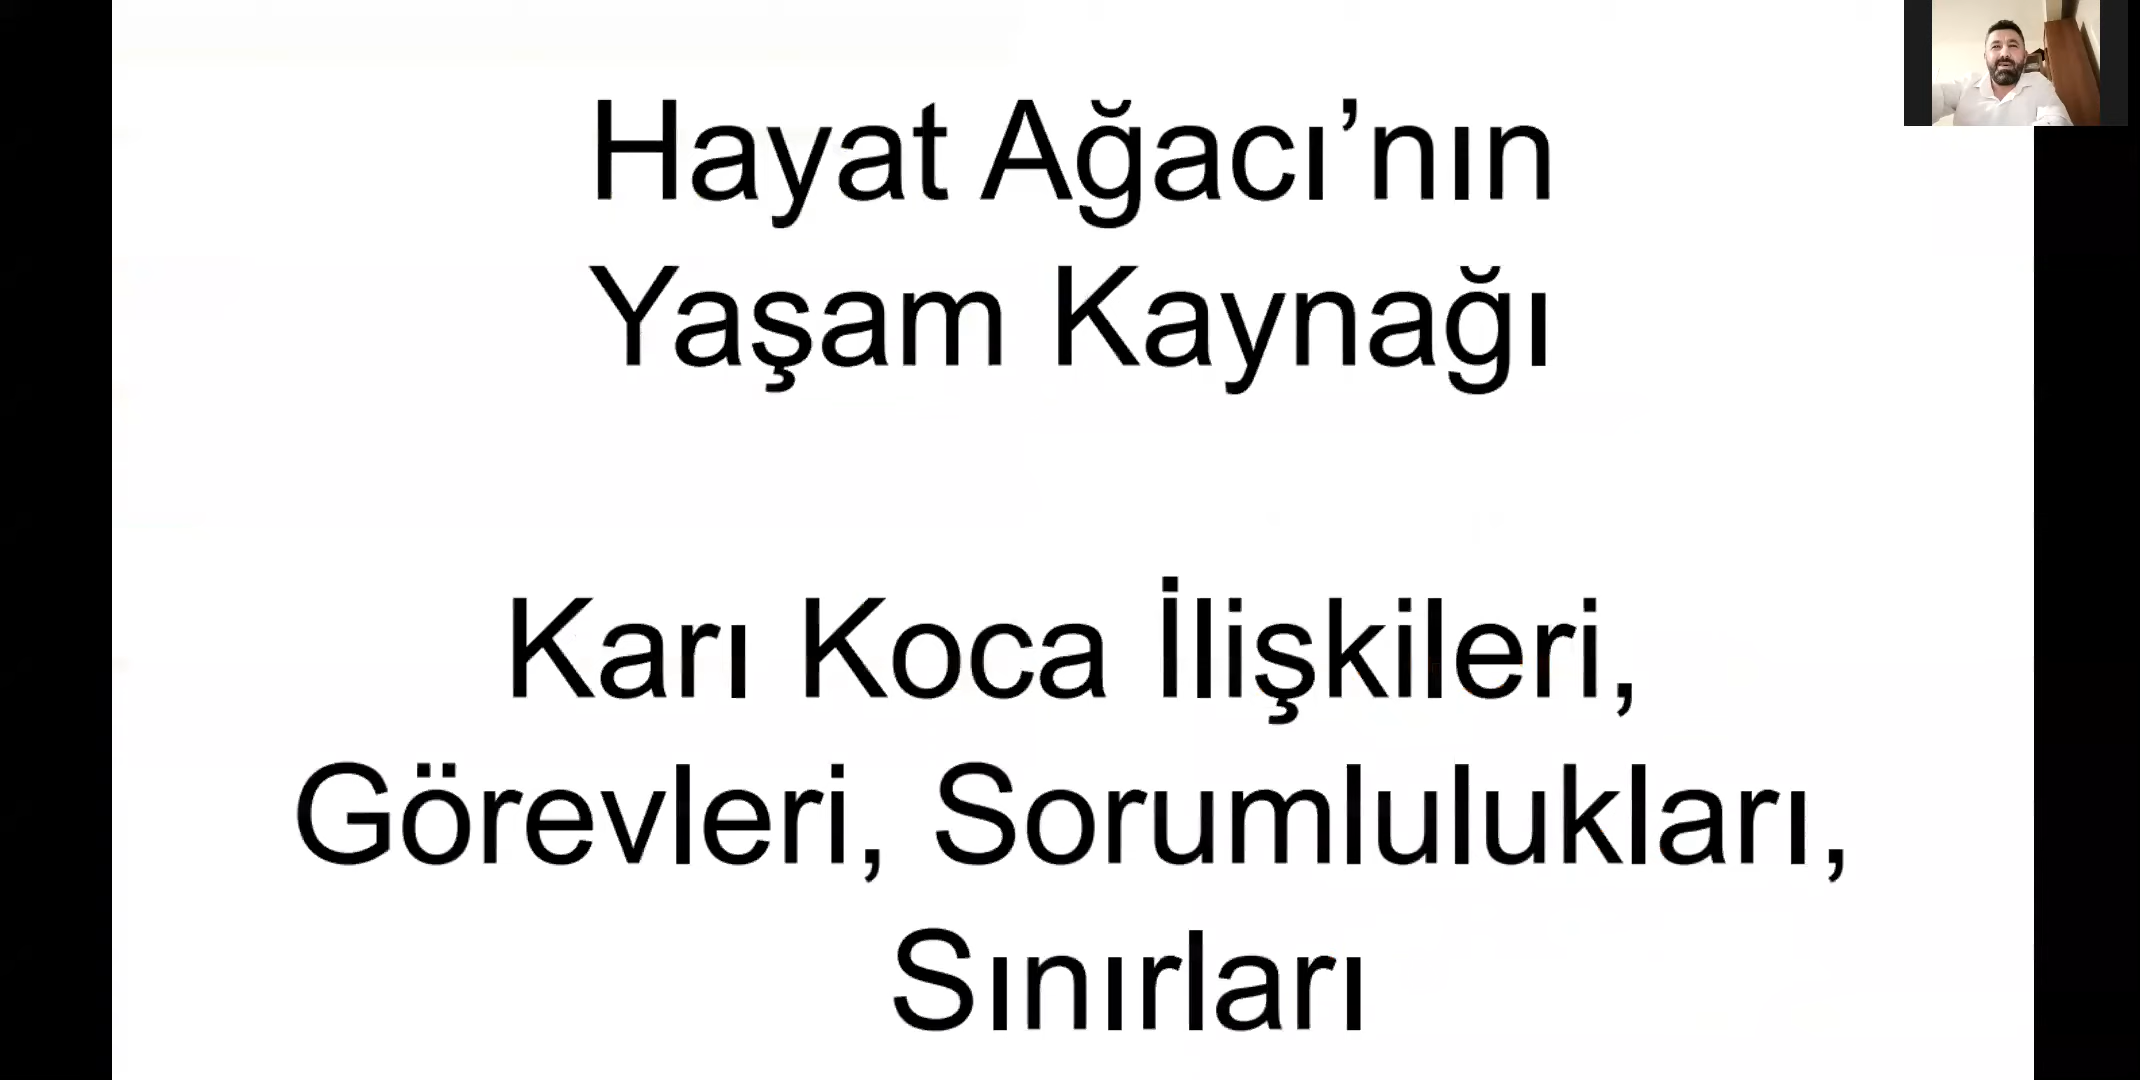 Hayat Ağacı’nın
Yaşam Kaynağı
Karı Koca İlişkileri,
Görevleri, Sorumlulukları,
Sınırları